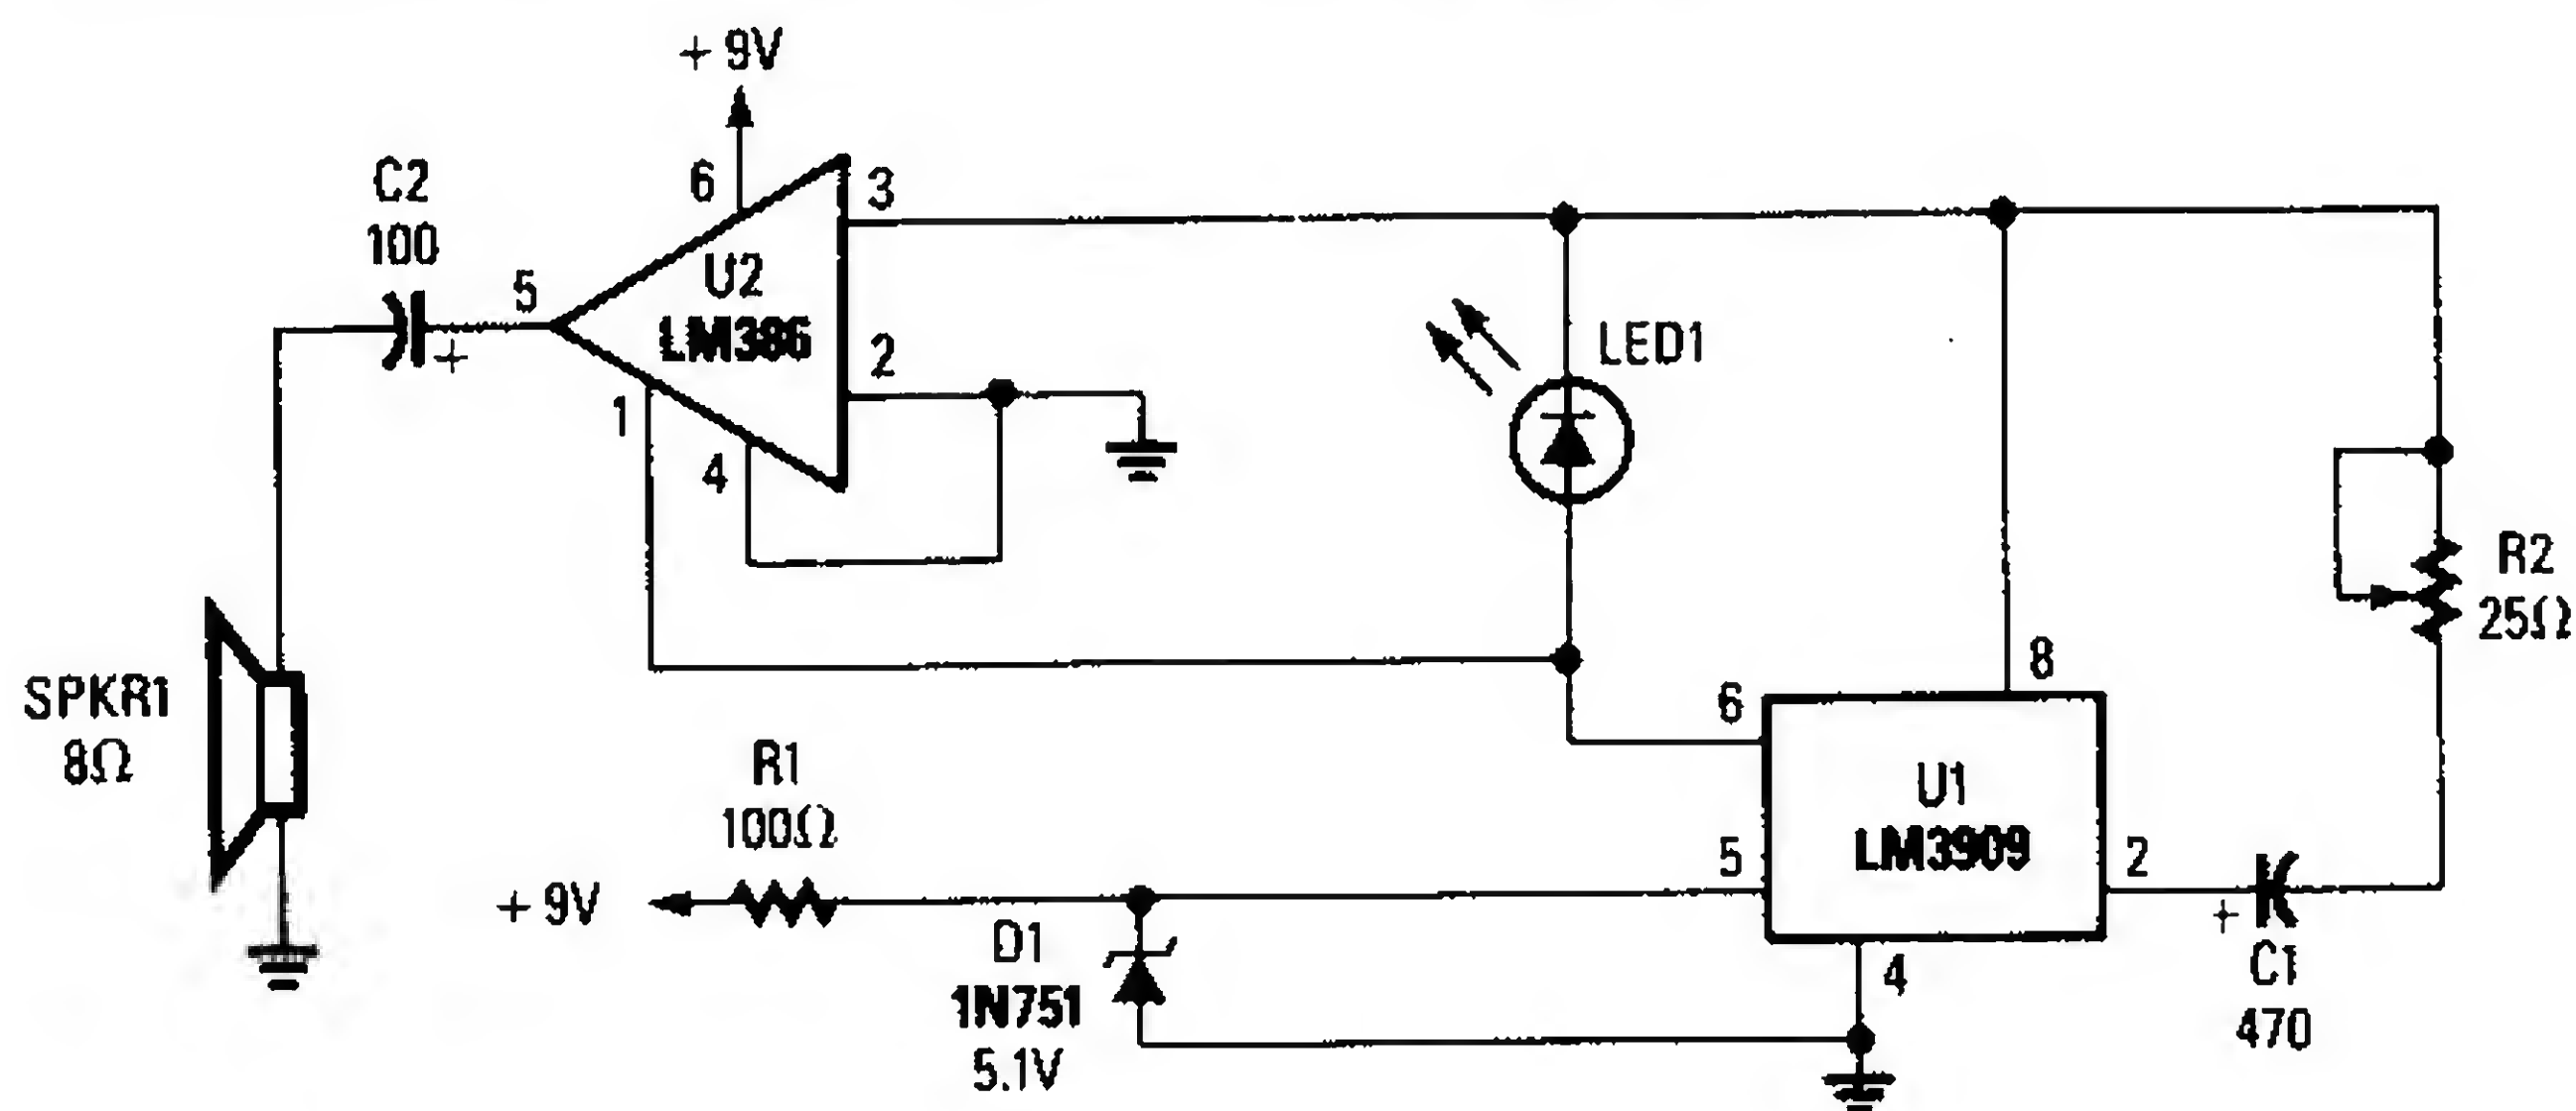 + 9V
C2
100
6
3
5
U2
LM386
2
1
4
+
LED1
R2
25Ω
8
6
SPKR1
8Ω
R1
100Ω
U1
LM3909
5
2
+ 9V
+
D1
1N751
5.1V
4
C1
470